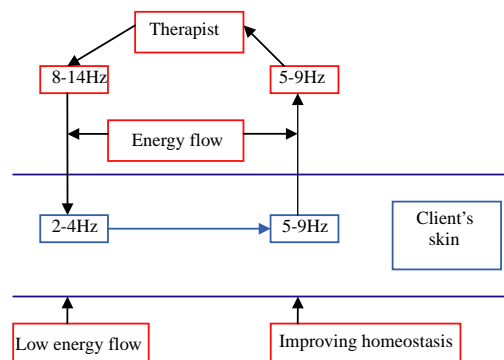 Therapist
8-14Hz
5-9Hz
Energy flow
2-4Hz
5-9Hz
Client's
skin
Low energy flow
Improving homeostasis